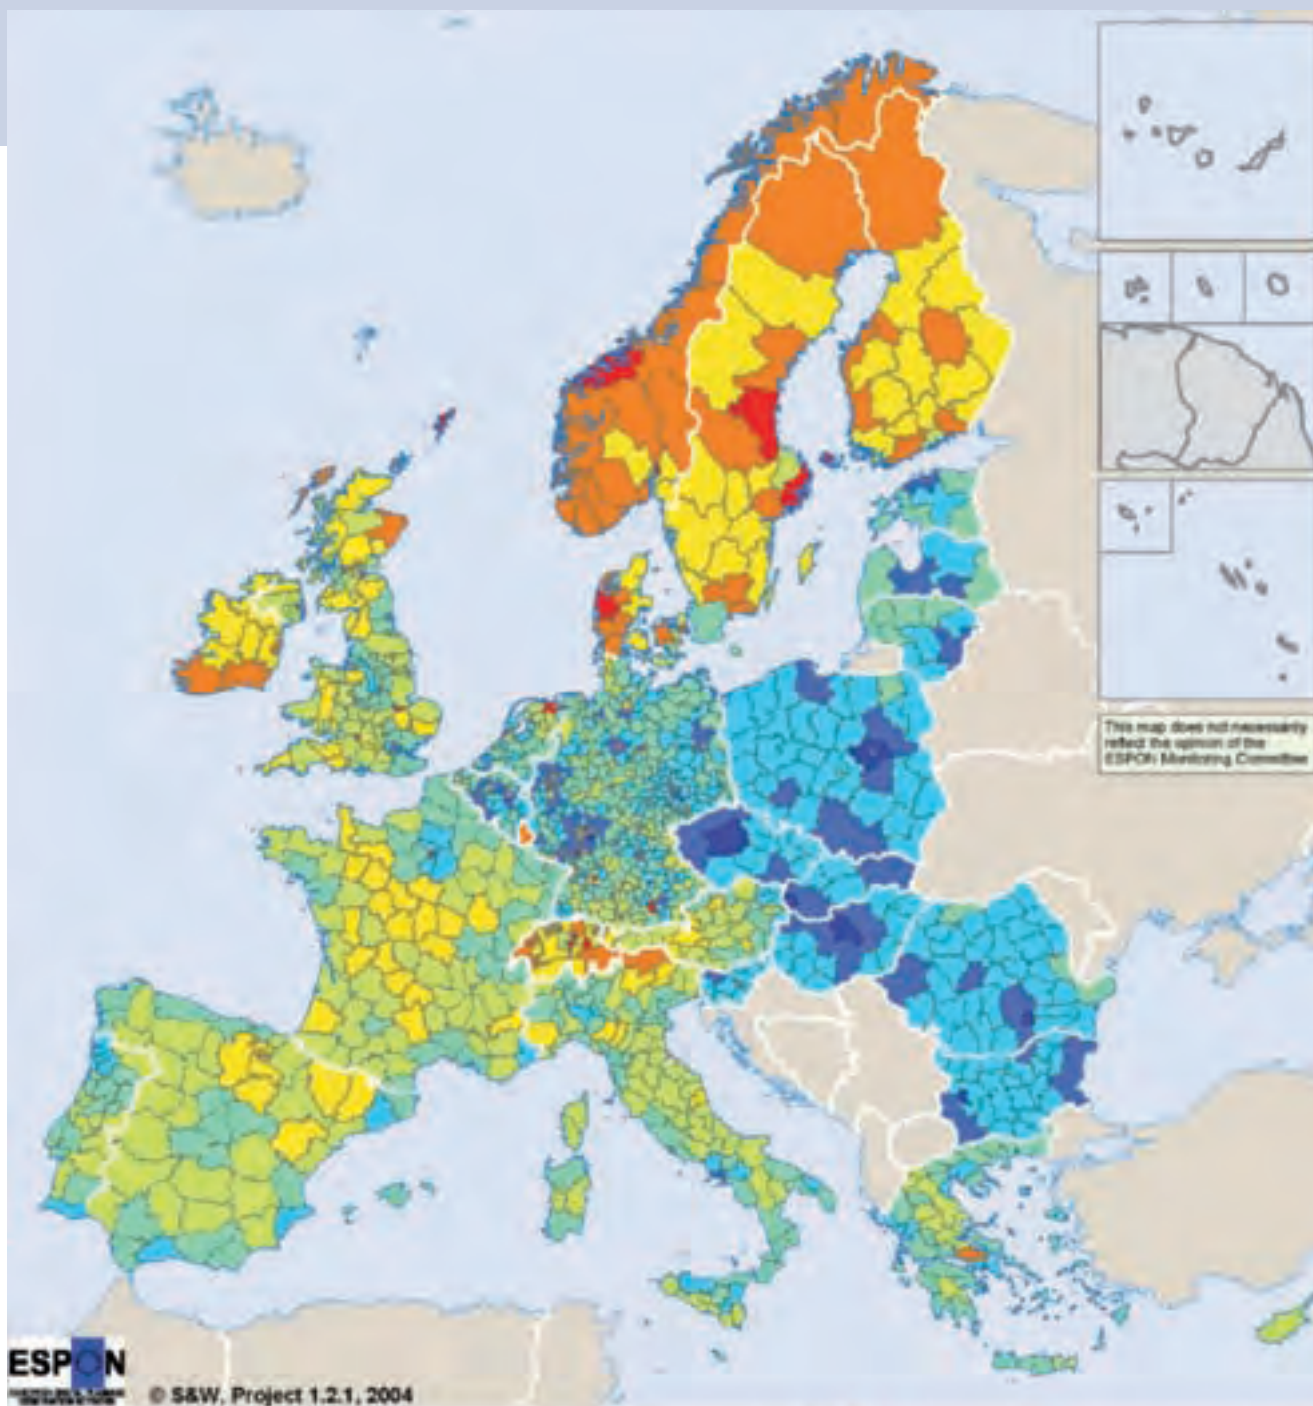 This map does not necessarily
reflect the opinion of the
ESPON Monitoring Committee
ESPON
© S&W, Project 1.2.1, 2004